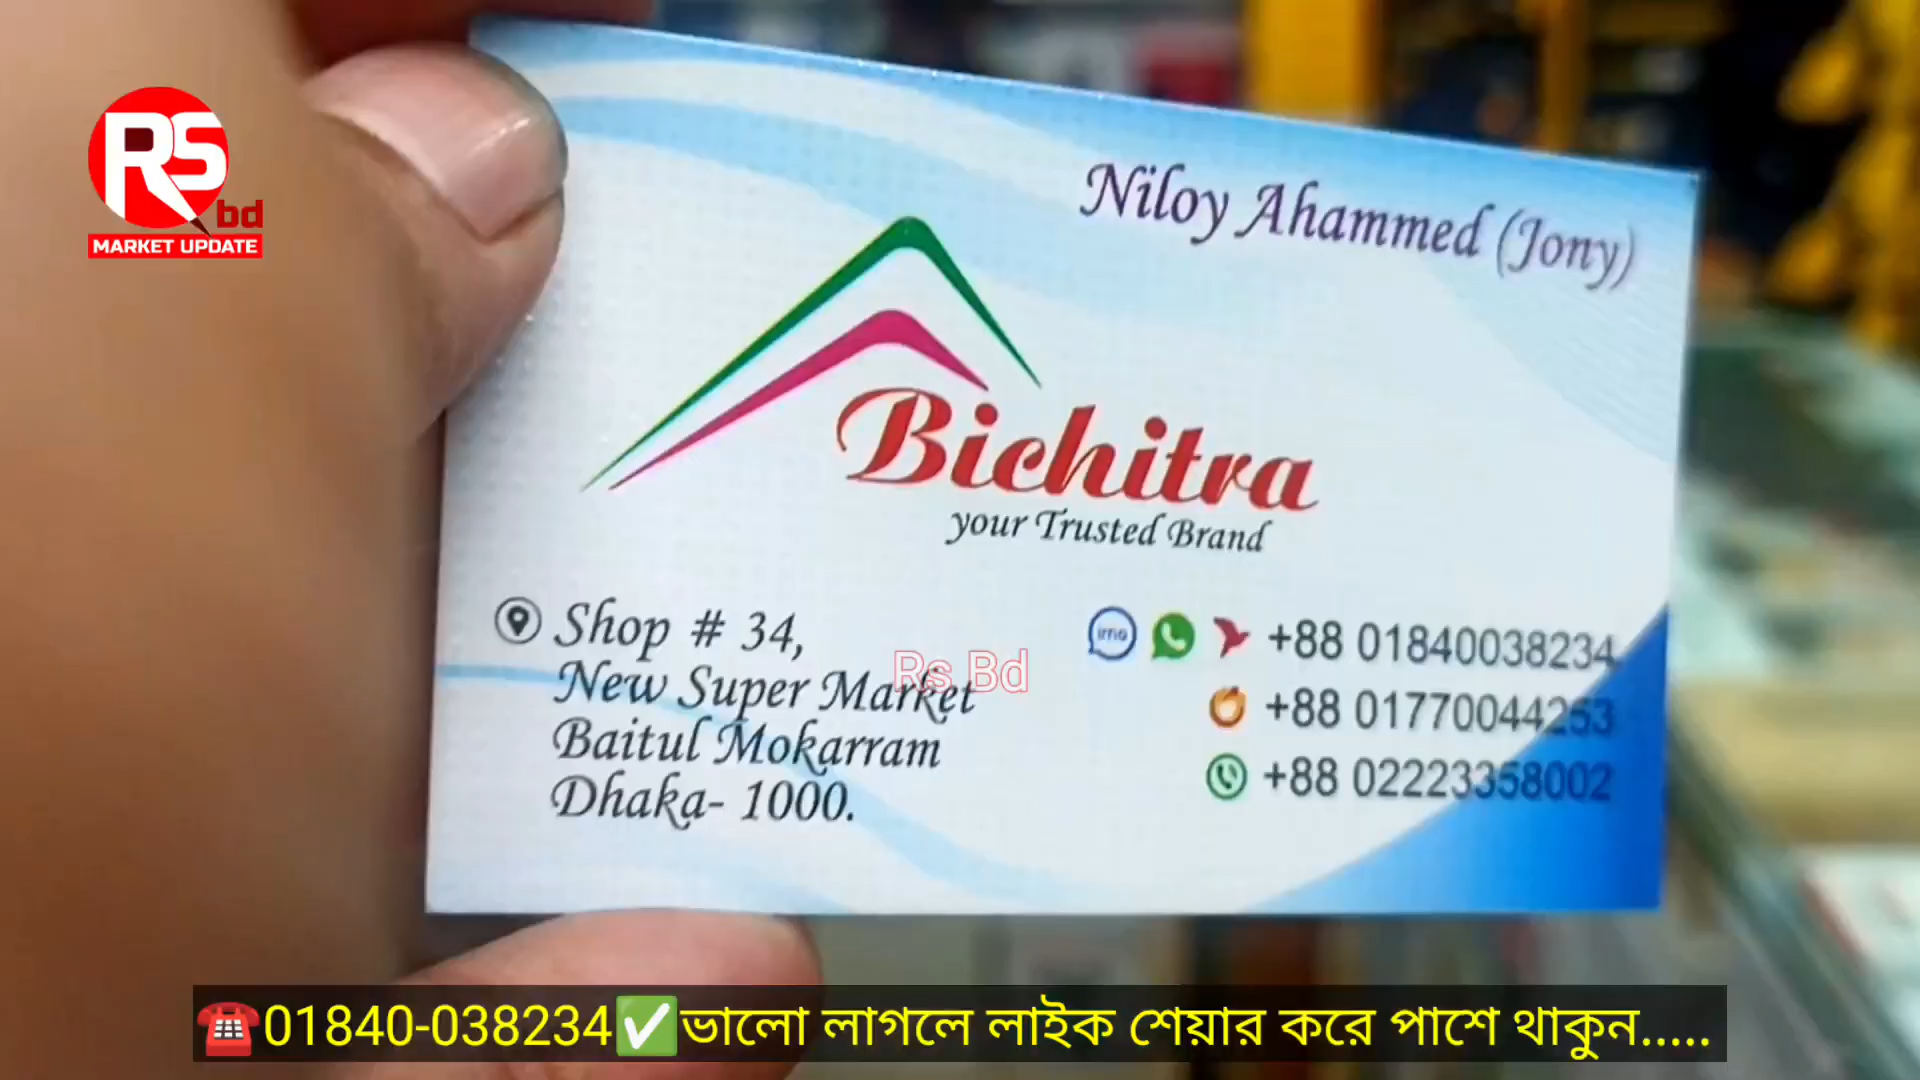 RS bd
MARKET UPDATE
Niloy Ahammed (Jony)
Bichitra
your Trusted Brand
Shop # 34,
New Super Market
Baitul Mokarram
Dhaka- 1000.
Rs Bd
imo +88 01840038234
+88 01770044253
+88 02223358002
☎️01840-038234✅ভালো লাগলে লাইক শেয়ার করে পাশে থাকুন.....